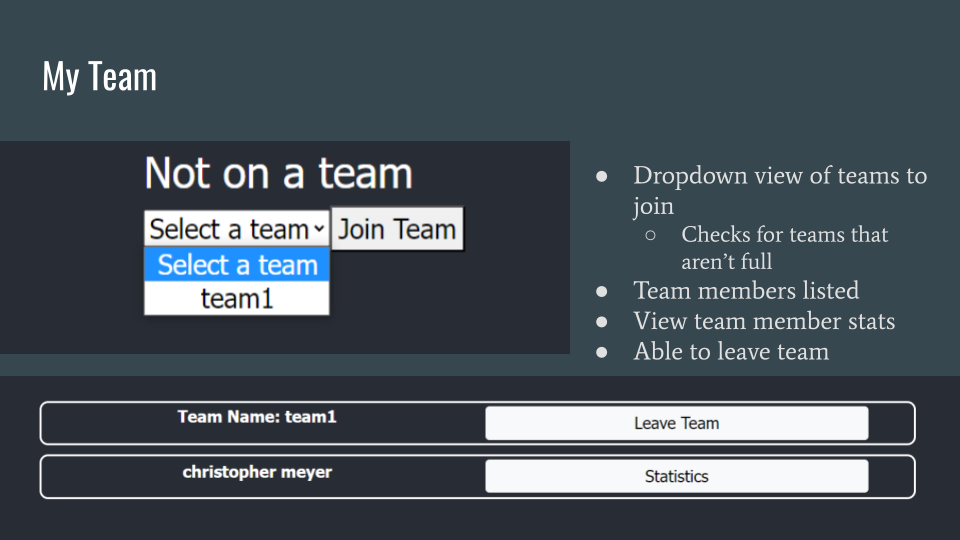 My Team
Not on a team
Select a team
Join Team
Select a team
team1
● Dropdown view of teams to
join
○ Checks for teams that
aren’t full
● Team members listed
● View team member stats
● Able to leave team
Team Name: team1
Leave Team
christopher meyer
Statistics